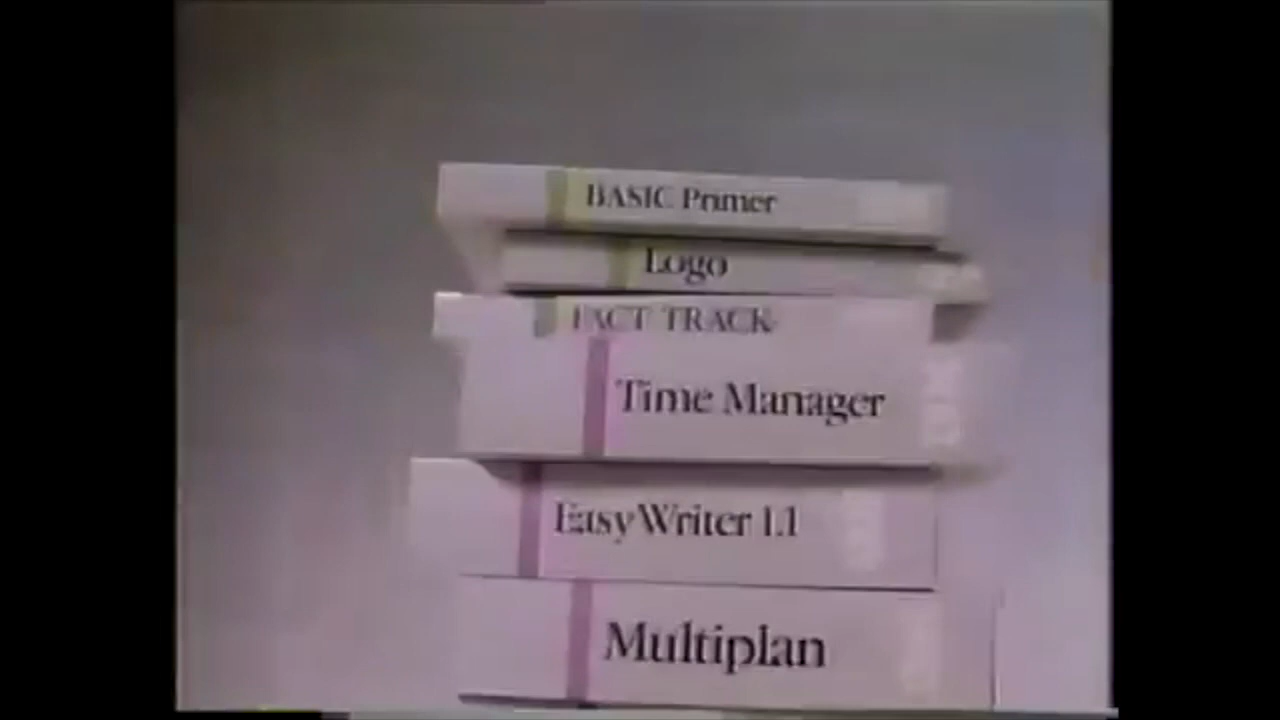 BASIC Primer
Logo
FACT TRACK
Time Manager
EasyWriter 1.1
Multiplan